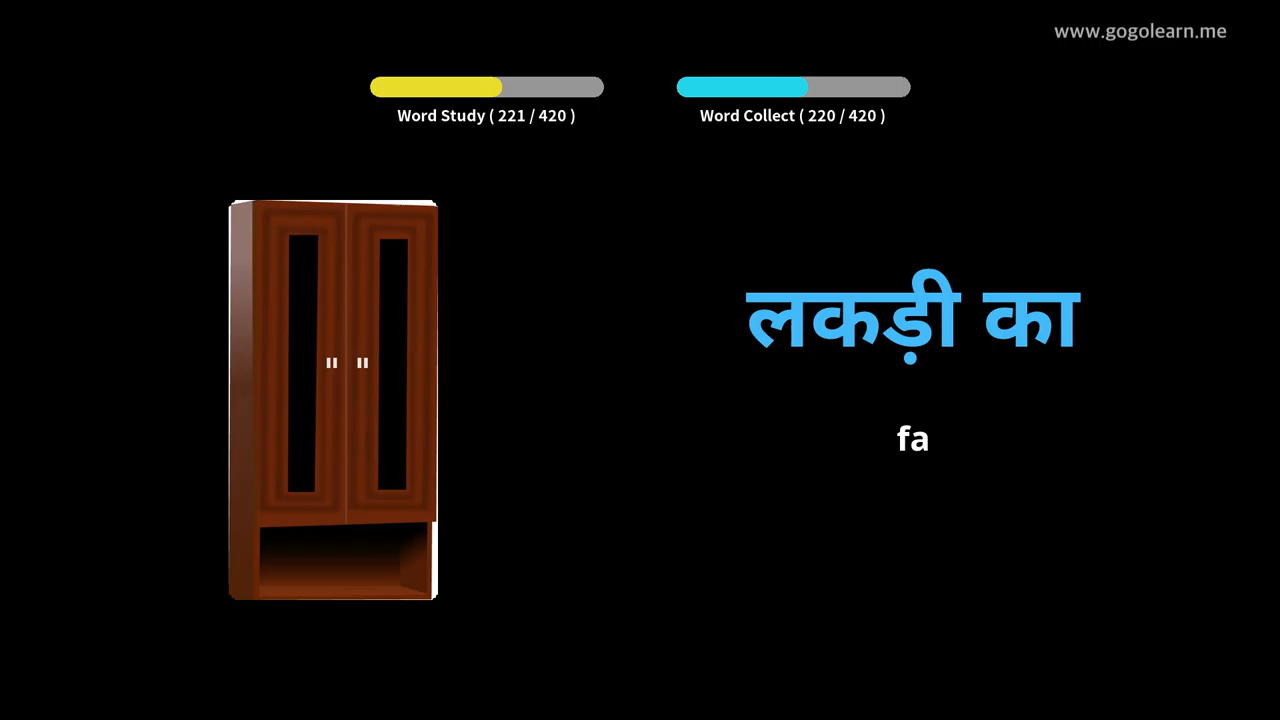 www.gogolearn.me
Word Study ( 221 / 420 )
Word Collect ( 220 / 420 )
लकड़ी का
fa